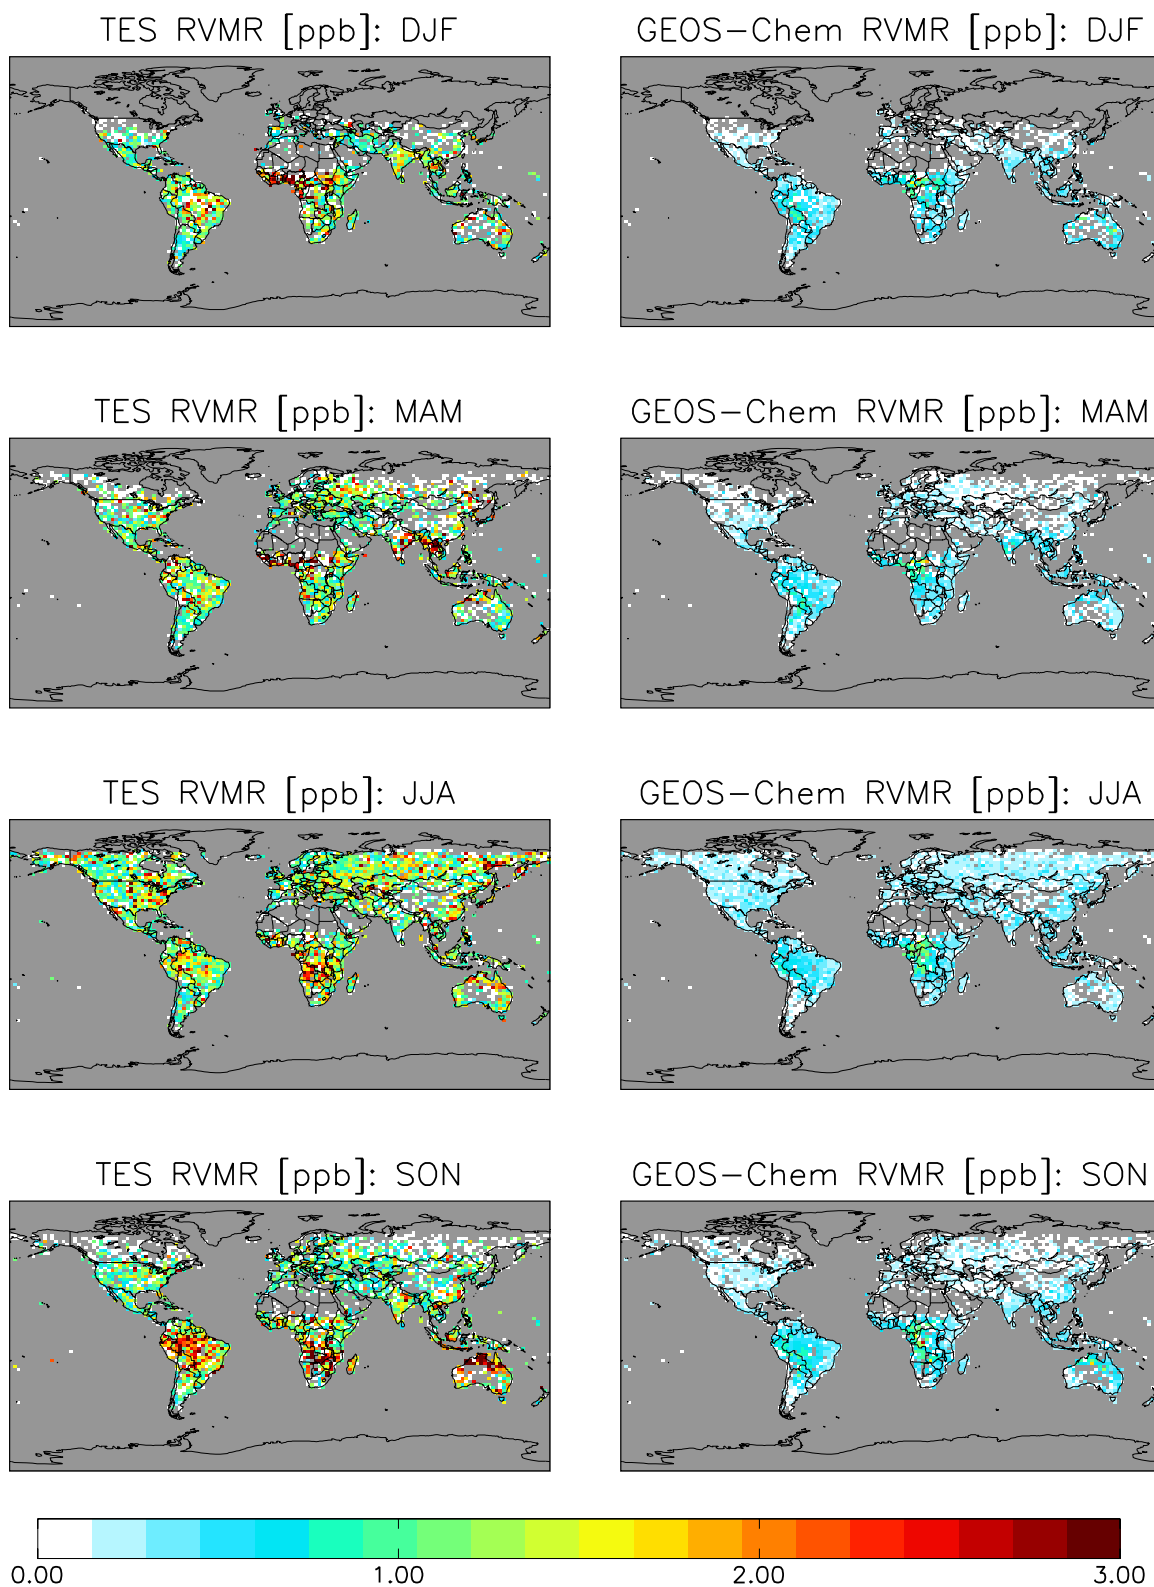 TES RVMR [ppb]: DJF
GEOS-Chem RVMR [ppb]: DJF
TES RVMR [ppb]: MAM
GEOS-Chem RVMR [ppb]: MAM
TES RVMR [ppb]: JJA
GEOS-Chem RVMR [ppb]: JJA
TES RVMR [ppb]: SON
GEOS-Chem RVMR [ppb]: SON
0.00 1.00 2.00 3.00